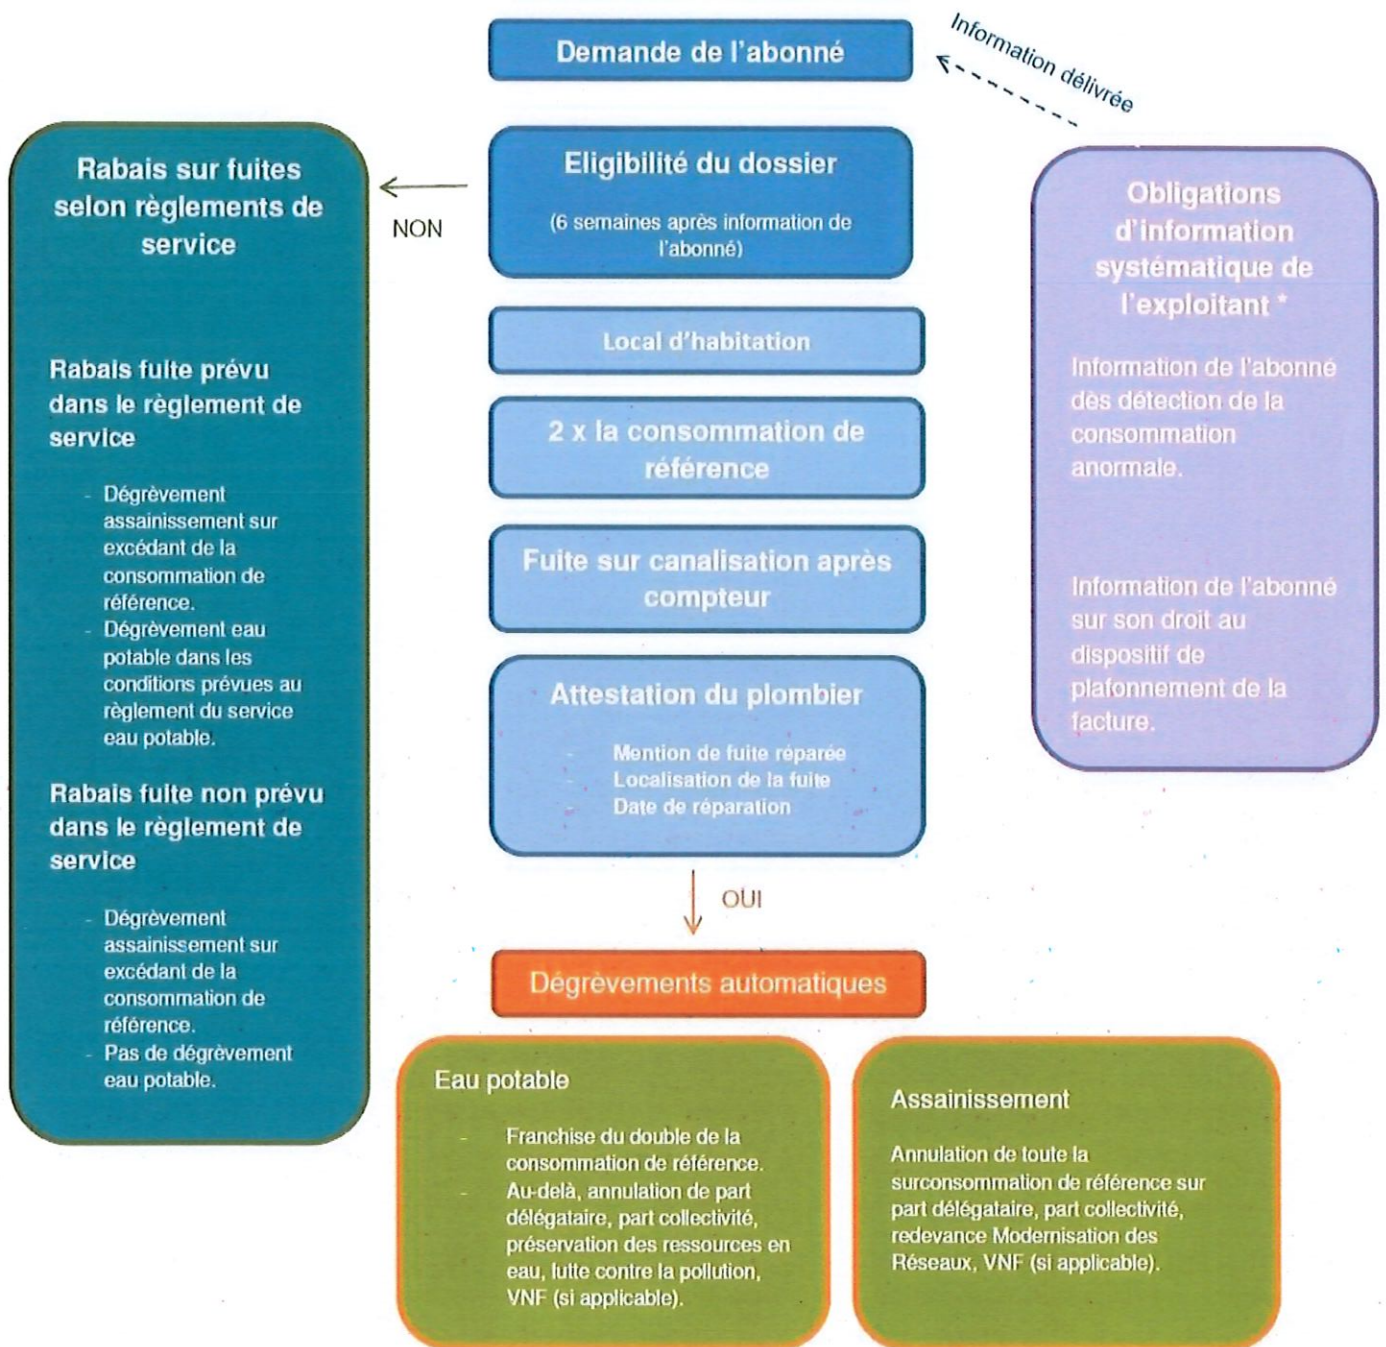 Demande de l'abonné
Information délivrée
Eligibilité du dossier
(6 semaines après information de
l'abonné)
NON
Rabais sur fuites
selon règlements de
service
Rabais fuite prévu
dans le règlement de
service
- Dégrèvement
assainissement sur
excédant de la
consommation de
référence.
- Dégrèvement eau
potable dans les
conditions prévues au
règlement du service
eau potable.
Rabais fuite non prévu
dans le règlement de
service
- Dégrèvement
assainissement sur
excédant de la
consommation de
référence.
- Pas de dégrèvement
eau potable.
Local d'habitation
2 x la consommation de
référence
Fuite sur canalisation après
compteur
Attestation du plombier
- Mention de fuite réparée
- Localisation de la fuite
- Date de réparation
Obligations
d'information
systématique de
l'exploitant *
Information de l'abonné
dès détection de la
consommation
anormale.
Information de l'abonné
sur son droit au
dispositif de
plafonnement de la
facture.
OUI
Dégrèvements automatiques
Eau potable
- Franchise du double de la
consommation de référence.
- Au-delà, annulation de part
délégataire, part collectivité,
préservation des ressources en
eau, lutte contre la pollution,
VNF (si applicable).
Assainissement
Annulation de toute la
surconsommation de référence sur
part délégataire, part collectivité,
redevance Modernisation des
Réseaux, VNF (si applicable).